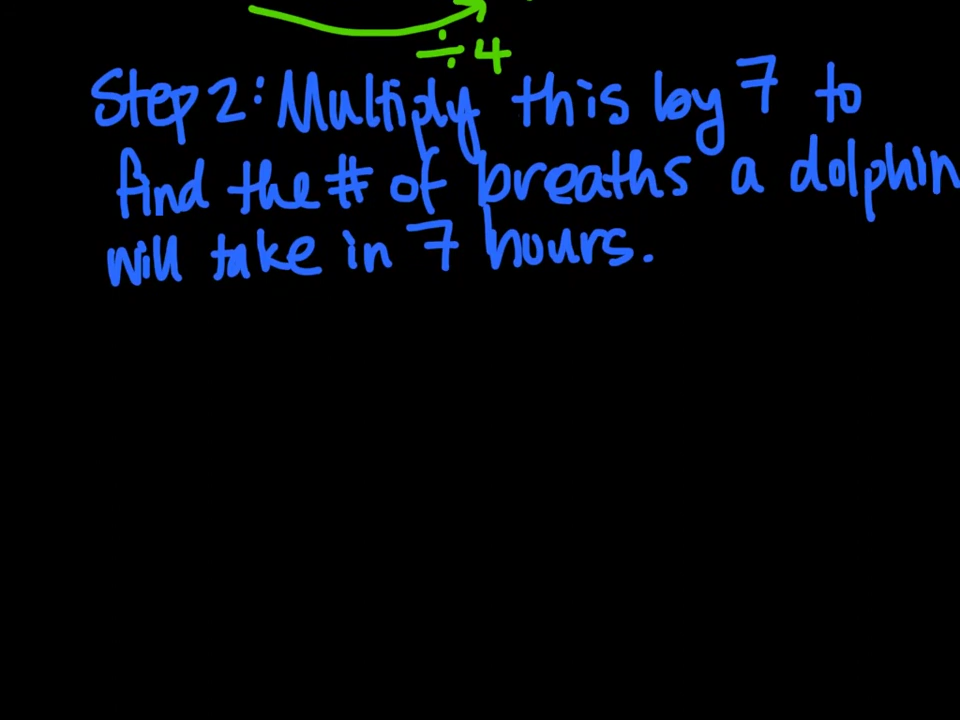 ÷ 4
Step 2: Multiply this by 7 to
find the # of breaths a dolphin
will take in 7 hours.